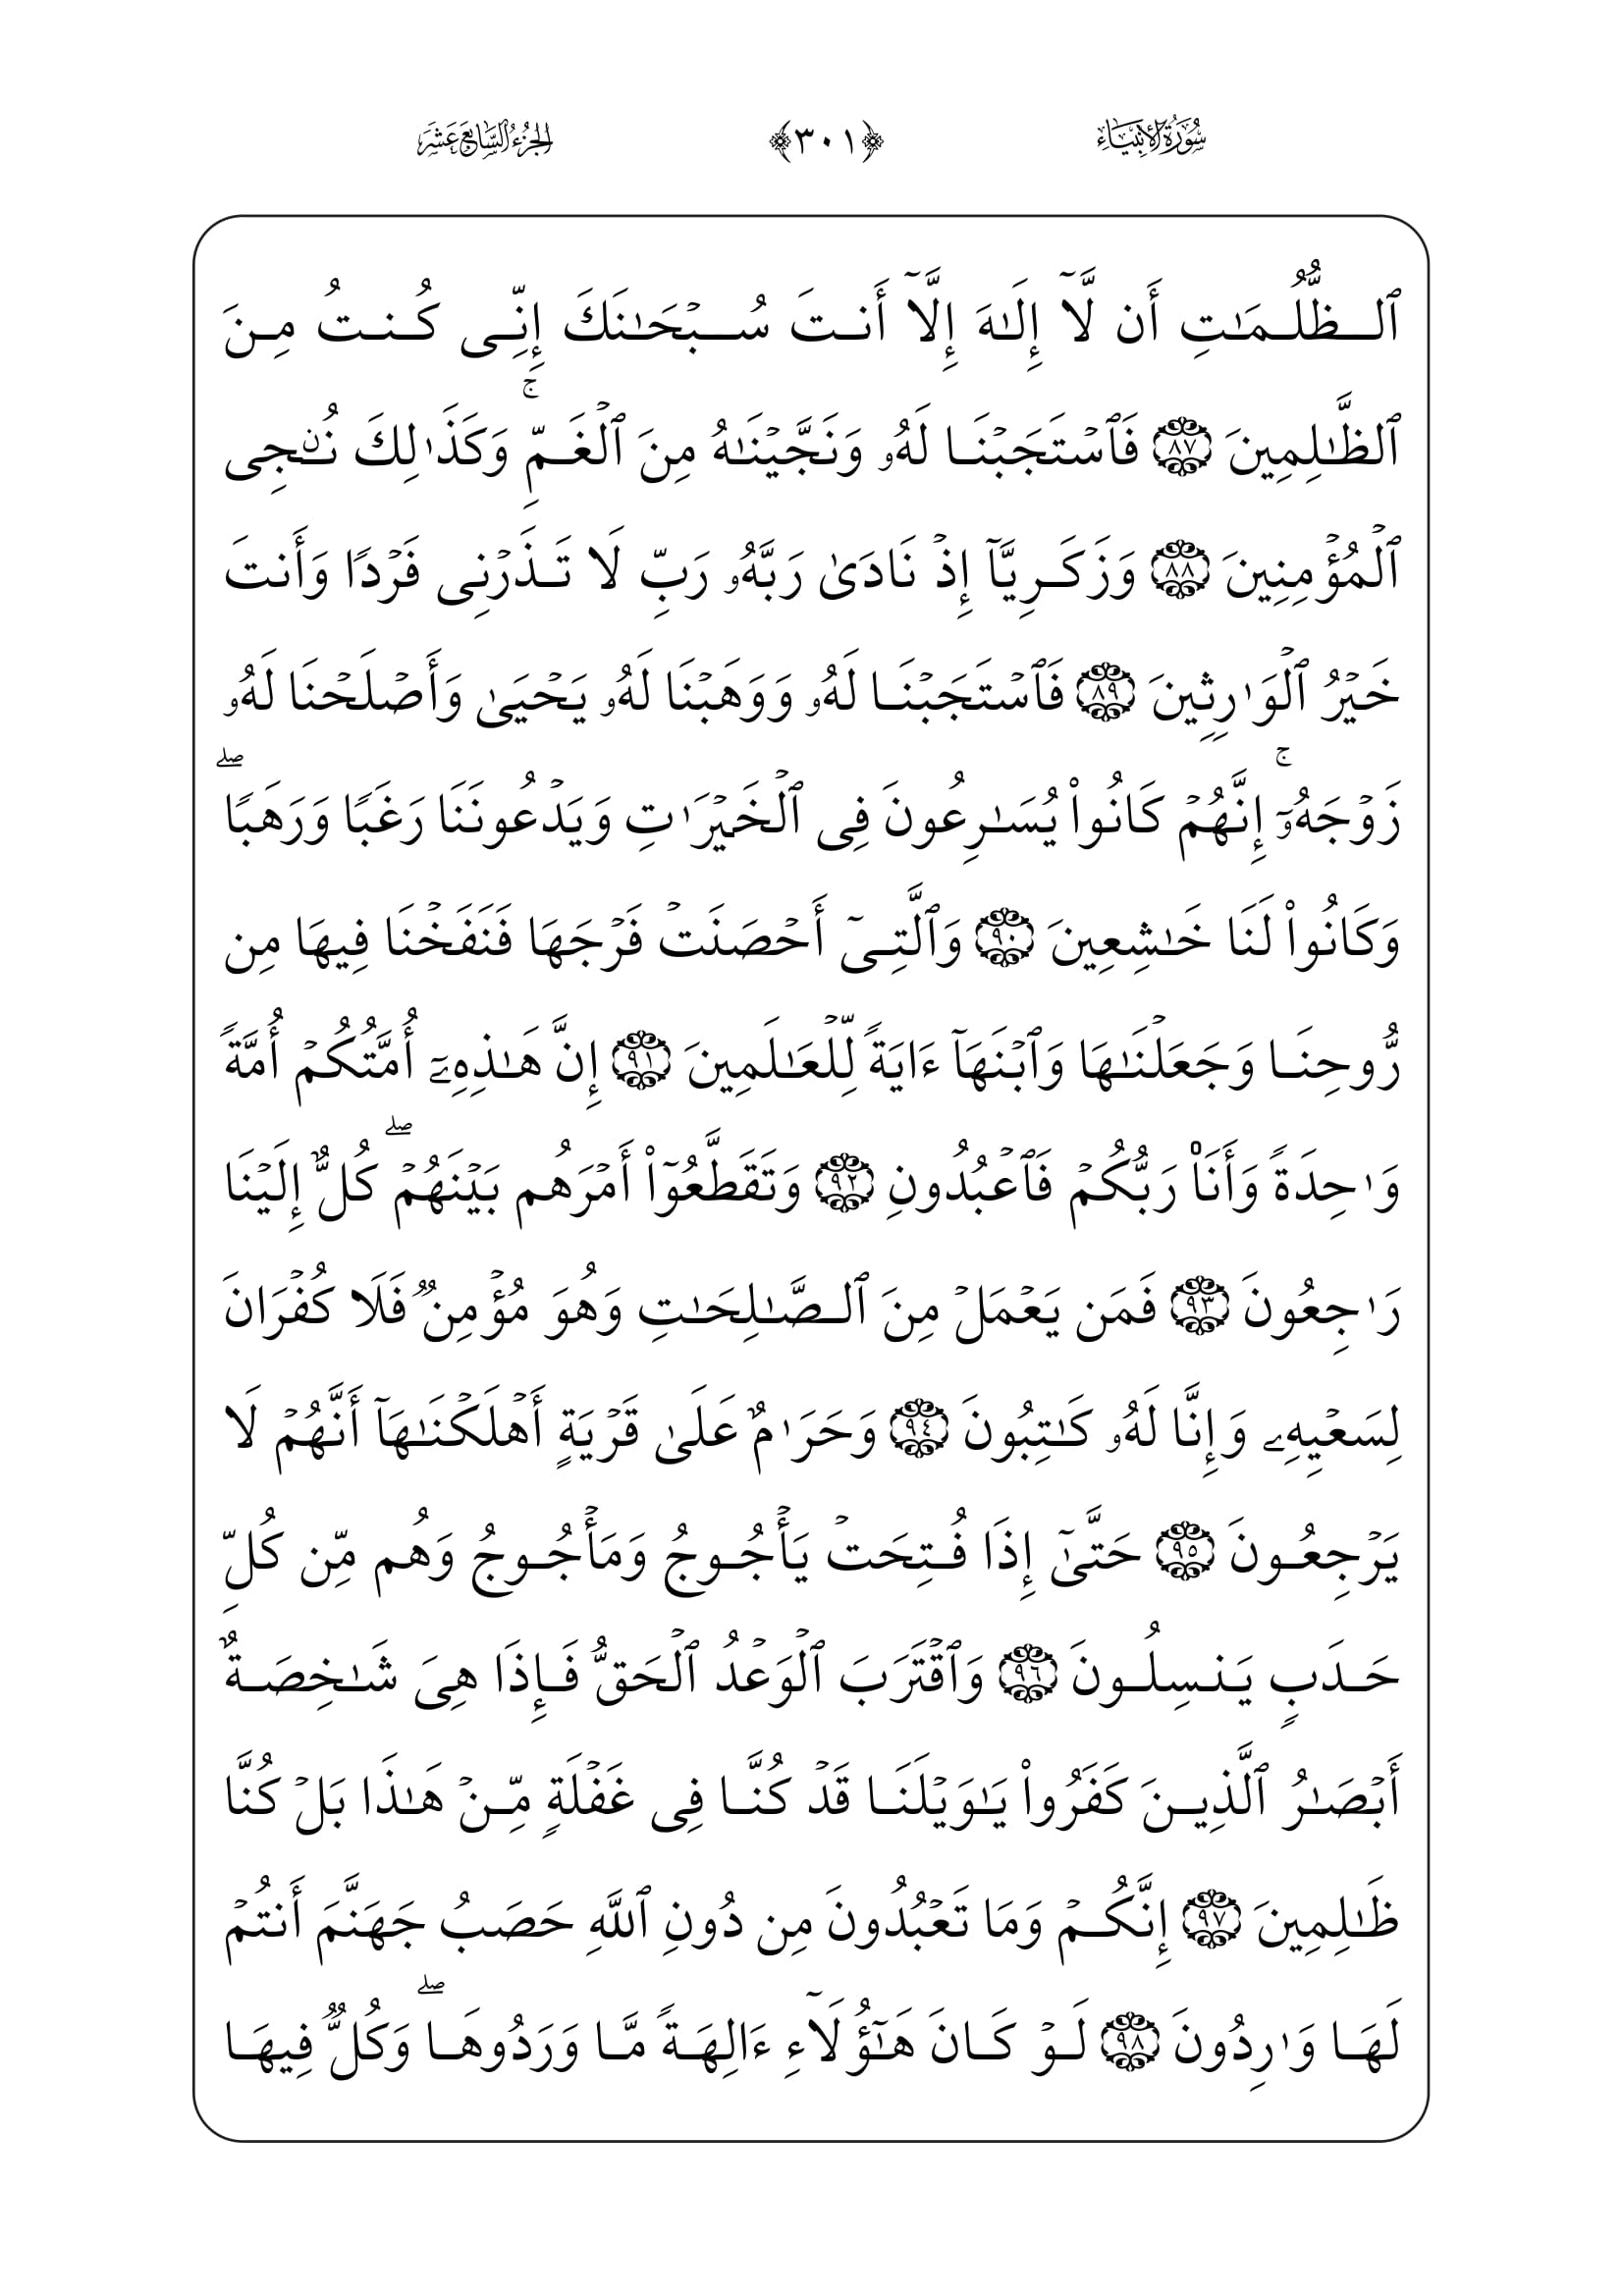 سُورَةُ الأَنبِيَاءِ ﴿٣٠١﴾ الجُزْءُ السَّابِعَ عَشَرَ
ٱلظُّلُمَـٰتِ أَن لَّآ إِلَـٰهَ إِلَّآ أَنتَ سُبۡحَـٰنَكَ إِنِّى كُنتُ مِنَ
ٱلظَّـٰلِمِينَ ٨٧ فَٱسۡتَجَبۡنَا لَهُۥ وَنَجَّيۡنَـٰهُ مِنَ ٱلۡغَمِّۚ وَكَذَٰلِكَ نُـۨجِى
ٱلۡمُؤۡمِنِينَ ٨٨ وَزَكَرِيَّآ إِذۡ نَادَىٰ رَبَّهُۥ رَبِّ لَا تَذَرۡنِى فَرۡدًا وَأَنتَ
خَيۡرُ ٱلۡوَٰرِثِينَ ٨٩ فَٱسۡتَجَبۡنَا لَهُۥ وَوَهَبۡنَا لَهُۥ يَحۡيَىٰ وَأَصۡلَحۡنَا لَهُۥ
زَوۡجَهُۥٓۚ إِنَّهُمۡ كَانُوا۟ يُسَـٰرِعُونَ فِى ٱلۡخَيۡرَٰتِ وَيَدۡعُونَنَا رَغَبًا وَرَهَبًاۖ
وَكَانُوا۟ لَنَا خَـٰشِعِينَ ٩٠ وَٱلَّتِىٓ أَحۡصَنَتۡ فَرۡجَهَا فَنَفَخۡنَا فِيهَا مِن
رُّوحِنَا وَجَعَلۡنَـٰهَا وَٱبۡنَهَآ ءَايَةً لِّلۡعَـٰلَمِينَ ٩١ إِنَّ هَـٰذِهِۦٓ أُمَّتُكُمۡ أُمَّةً
وَٰحِدَةً وَأَنَا۠ رَبُّكُمۡ فَٱعۡبُدُونِ ٩٢ وَتَقَطَّعُوٓا۟ أَمۡرَهُم بَيۡنَهُمۡۖ كُلٌّ إِلَيۡنَا
رَٰجِعُونَ ٩٣ فَمَن يَعۡمَلۡ مِنَ ٱلصَّـٰلِحَـٰتِ وَهُوَ مُؤۡمِنٌ فَلَا كُفۡرَانَ
لِسَعۡيِهِۦ وَإِنَّا لَهُۥ كَـٰتِبُونَ ٩٤ وَحَرَٰمٌ عَلَىٰ قَرۡيَةٍ أَهۡلَكۡنَـٰهَآ أَنَّهُمۡ لَا
يَرۡجِعُونَ ٩٥ حَتَّىٰٓ إِذَا فُتِحَتۡ يَأۡجُوجُ وَمَأۡجُوجُ وَهُم مِّن كُلِّ
حَدَبٍ يَنسِلُونَ ٩٦ وَٱقۡتَرَبَ ٱلۡوَعۡدُ ٱلۡحَقُّ فَإِذَا هِىَ شَـٰخِصَةٌ
أَبۡصَـٰرُ ٱلَّذِينَ كَفَرُوا۟ يَـٰوَيۡلَنَا قَدۡ كُنَّا فِى غَفۡلَةٍ مِّنۡ هَـٰذَا بَلۡ كُنَّا
ظَـٰلِمِينَ ٩٧ إِنَّكُمۡ وَمَا تَعۡبُدُونَ مِن دُونِ ٱللَّهِ حَصَبُ جَهَنَّمَ أَنتُمۡ
لَهَا وَٰرِدُونَ ٩٨ لَوۡ كَانَ هَـٰٓؤُلَآءِ ءَالِهَةً مَّا وَرَدُوهَاۖ وَكُلٌّ فِيهَا